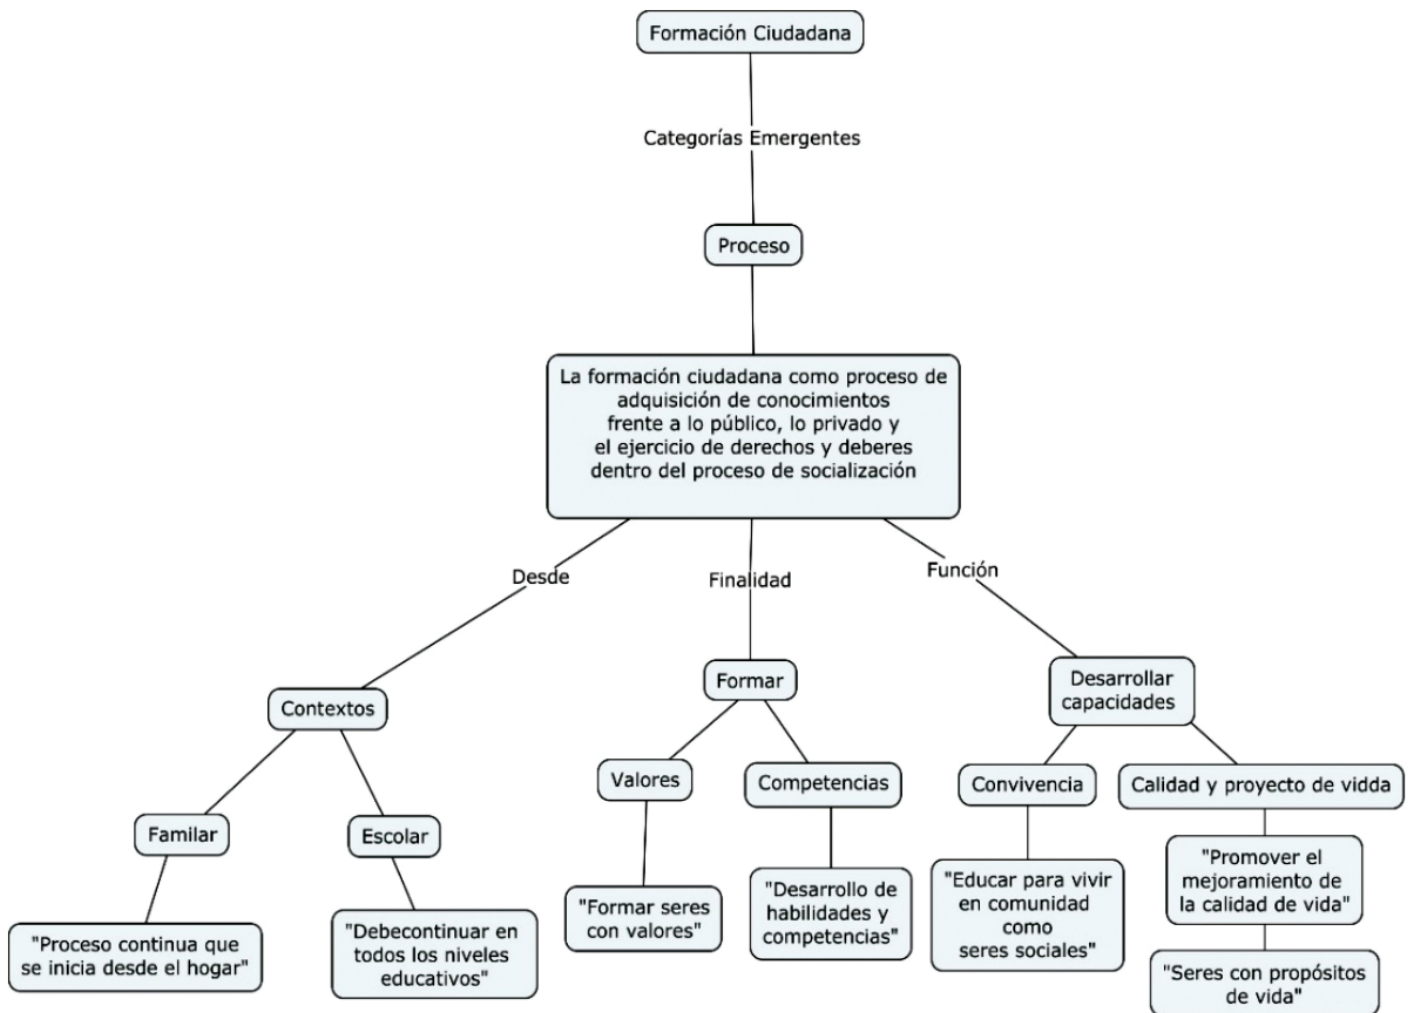 Formación Ciudadana
Categorías Emergentes
Proceso
La formación ciudadana como proceso de
adquisición de conocimientos
frente a lo público, lo privado y
el ejercicio de derechos y deberes
dentro del proceso de socialización
Desde
Finalidad
Función
Contextos
Formar
Desarrollar
capacidades
Familar
Escolar
Valores
Competencias
Convivencia
Calidad y proyecto de vidda
"Proceso continua que
se inicia desde el hogar"
"Debecontinuar en
todos los niveles
educativos"
"Formar seres
con valores"
"Desarrollo de
habilidades y
competencias"
"Educar para vivir
en comunidad
como
seres sociales"
"Promover el
mejoramiento de
la calidad de vida"
"Seres con propósitos
de vida"